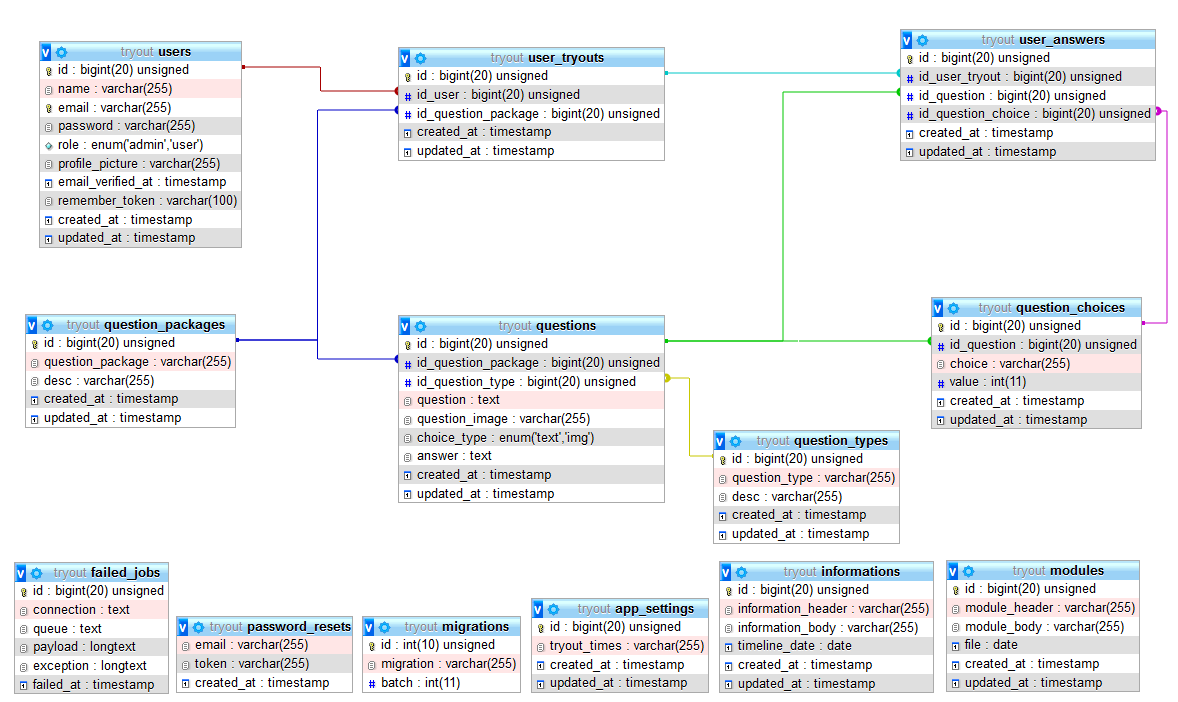 tryout users
id : bigint(20) unsigned
name : varchar(255)
email : varchar(255)
password : varchar(255)
role : enum('admin','user')
profile_picture : varchar(255)
email_verified_at : timestamp
remember_token : varchar(100)
created_at : timestamp
updated_at : timestamp
tryout user_tryouts
id : bigint(20) unsigned
id_user : bigint(20) unsigned
id_question_package : bigint(20) unsigned
created_at : timestamp
updated_at : timestamp
tryout user_answers
id : bigint(20) unsigned
id_user_tryout : bigint(20) unsigned
id_question : bigint(20) unsigned
id_question_choice : bigint(20) unsigned
created_at : timestamp
updated_at : timestamp
tryout question_packages
id : bigint(20) unsigned
question_package : varchar(255)
desc : varchar(255)
created_at : timestamp
updated_at : timestamp
tryout questions
id : bigint(20) unsigned
id_question_package : bigint(20) unsigned
id_question_type : bigint(20) unsigned
question : text
question_image : varchar(255)
choice_type : enum('text','img')
answer : text
created_at : timestamp
updated_at : timestamp
tryout question_choices
id : bigint(20) unsigned
id_question : bigint(20) unsigned
choice : varchar(255)
value : int(11)
created_at : timestamp
updated_at : timestamp
tryout question_types
id : bigint(20) unsigned
question_type : varchar(255)
desc : varchar(255)
created_at : timestamp
updated_at : timestamp
tryout failed_jobs
id : bigint(20) unsigned
connection : text
queue : text
payload : longtext
exception : longtext
failed_at : timestamp
tryout password_resets
email : varchar(255)
token : varchar(255)
created_at : timestamp
tryout migrations
id : int(10) unsigned
migration : varchar(255)
batch : int(11)
tryout app_settings
id : bigint(20) unsigned
tryout_times : varchar(255)
created_at : timestamp
updated_at : timestamp
tryout informations
id : bigint(20) unsigned
information_header : varchar(255)
information_body : varchar(255)
timeline_date : date
created_at : timestamp
updated_at : timestamp
tryout modules
id : bigint(20) unsigned
module_header : varchar(255)
module_body : varchar(255)
file : date
created_at : timestamp
updated_at : timestamp